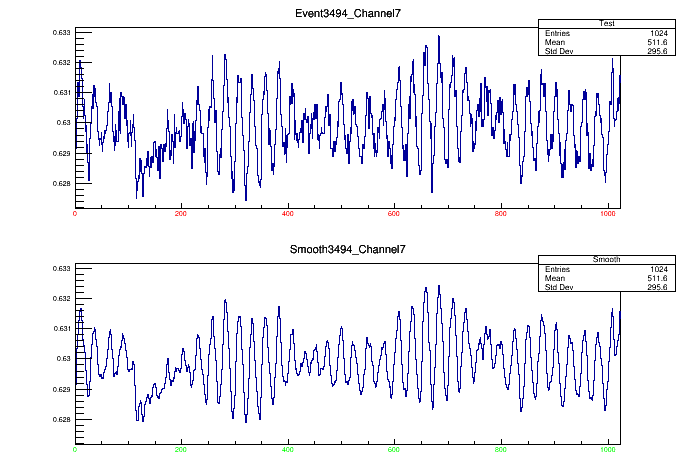 Event3494_Channel7
Test
Entries 1024
Mean 511.6
Std Dev 295.6
0.633
0.632
0.631
0.63
0.629
0.628
0 200 400 600 800 1000
Smooth3494_Channel7
Smooth
Entries 1024
Mean 511.6
Std Dev 295.6
0.633
0.632
0.631
0.63
0.629
0.628
0 200 400 600 800 1000